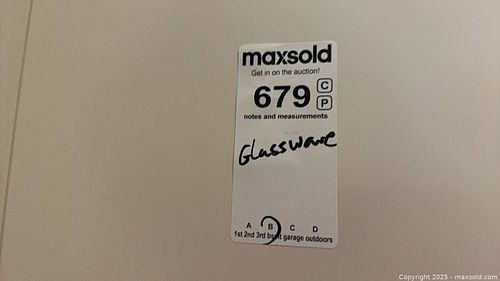 maxsold
Get in on the auction!
679 C
P
notes and measurements
Glassware
A B C D
1st 2nd 3rd bsmt garage outdoors
Copyright © 2025 - maxsold.com